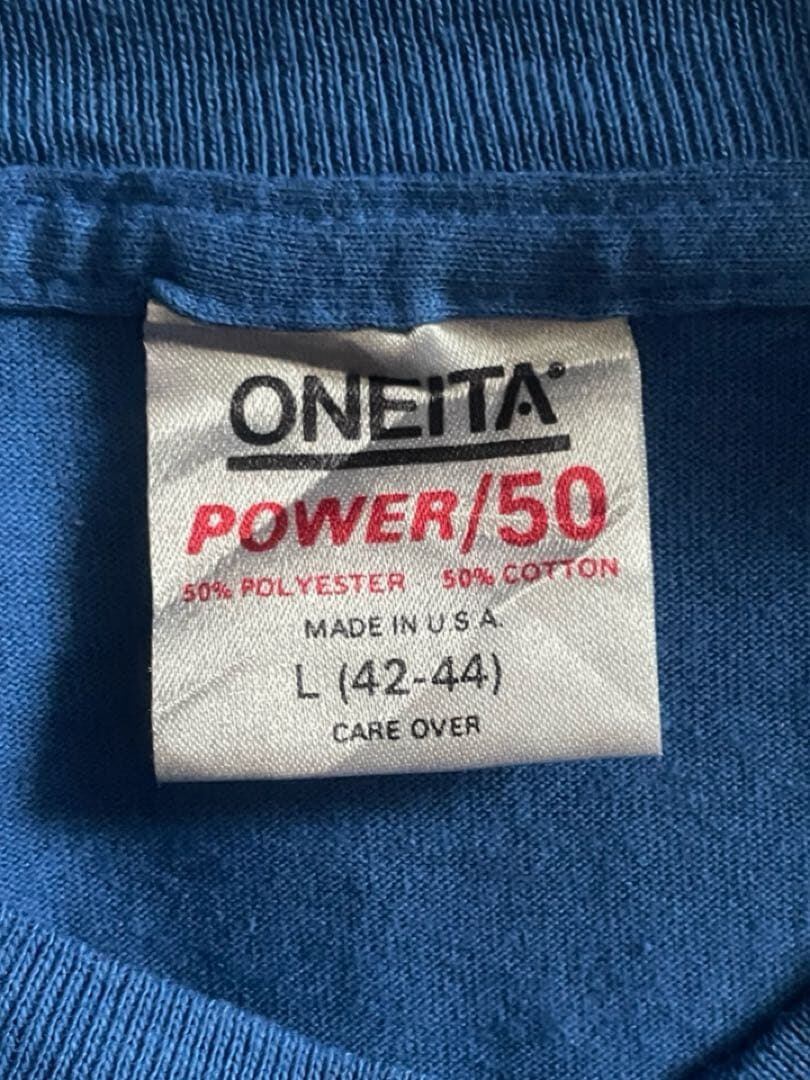 ONEITA®
POWER/50
50% POLYESTER 50% COTTON
MADE IN U.S.A.
L (42-44)
CARE OVER